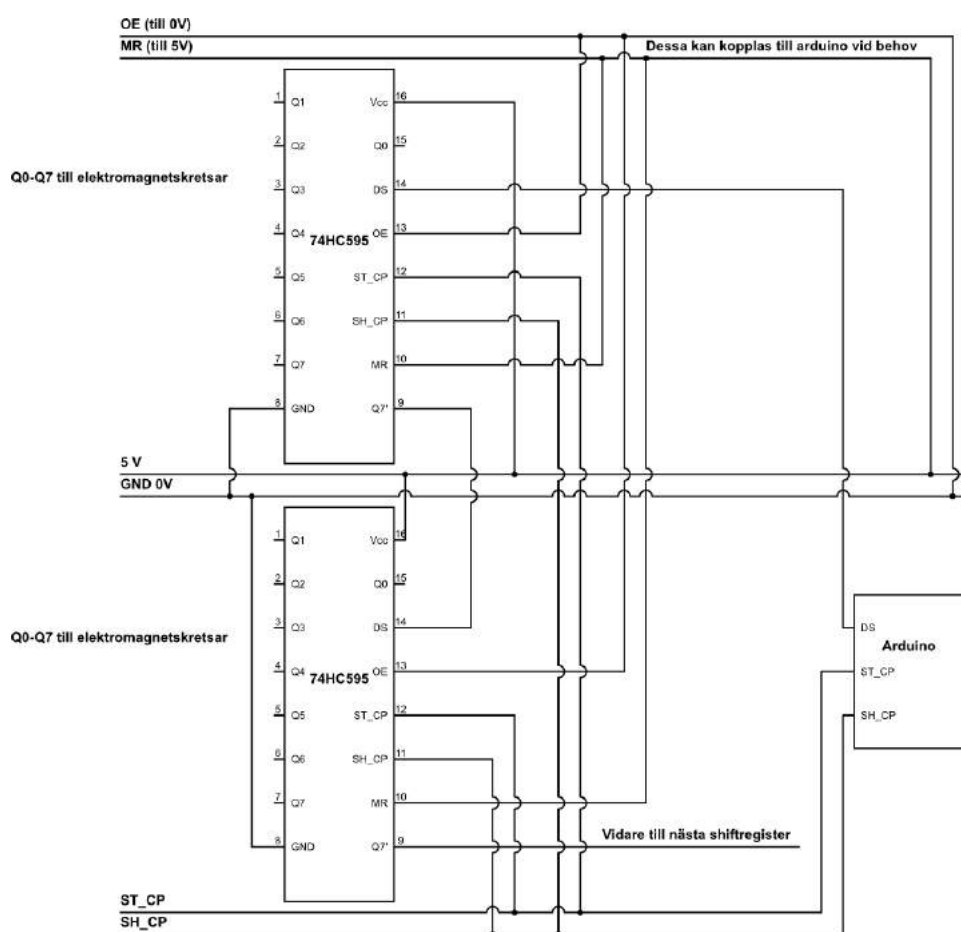 OE (till 0V)
MR (till 5V)
Dessa kan kopplas till arduino vid behov
1 Q1 Vcc 16
2 Q2 Q0 15
Q0-Q7 till elektromagnetskretsar
3 Q3 DS 14
4 Q4 OE 13
74HC595
5 Q5 ST_CP 12
6 Q6 SH_CP 11
7 Q7 MR 10
8 GND Q7' 9
5 V
GND 0V
1 Q1 Vcc 16
2 Q2 Q0 15
Q0-Q7 till elektromagnetskretsar
3 Q3 DS 14
DS
Arduino
4 Q4 OE 13
ST_CP
74HC595
5 Q5 ST_CP 12
SH_CP
6 Q6 SH_CP 11
7 Q7 MR 10
Vidare till nästa shiftregister
8 GND Q7' 9
ST_CP
SH_CP